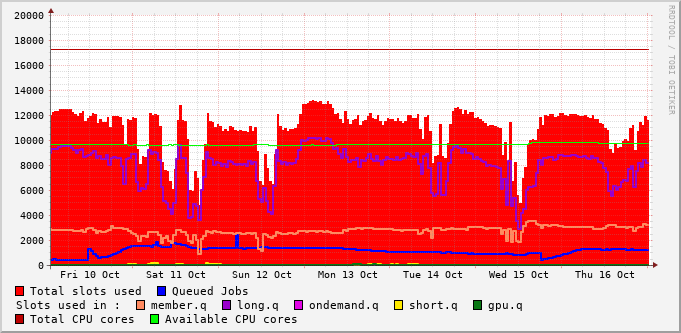 20000
18000
16000
14000
12000
10000
8000
6000
4000
2000
0
Fri 10 Oct Sat 11 Oct Sun 12 Oct Mon 13 Oct Tue 14 Oct Wed 15 Oct Thu 16 Oct
RRDTOOL / TOBI OETIKER
Total slots used Queued Jobs
Slots used in : member.q long.q ondemand.q short.q gpu.q
Total CPU cores Available CPU cores